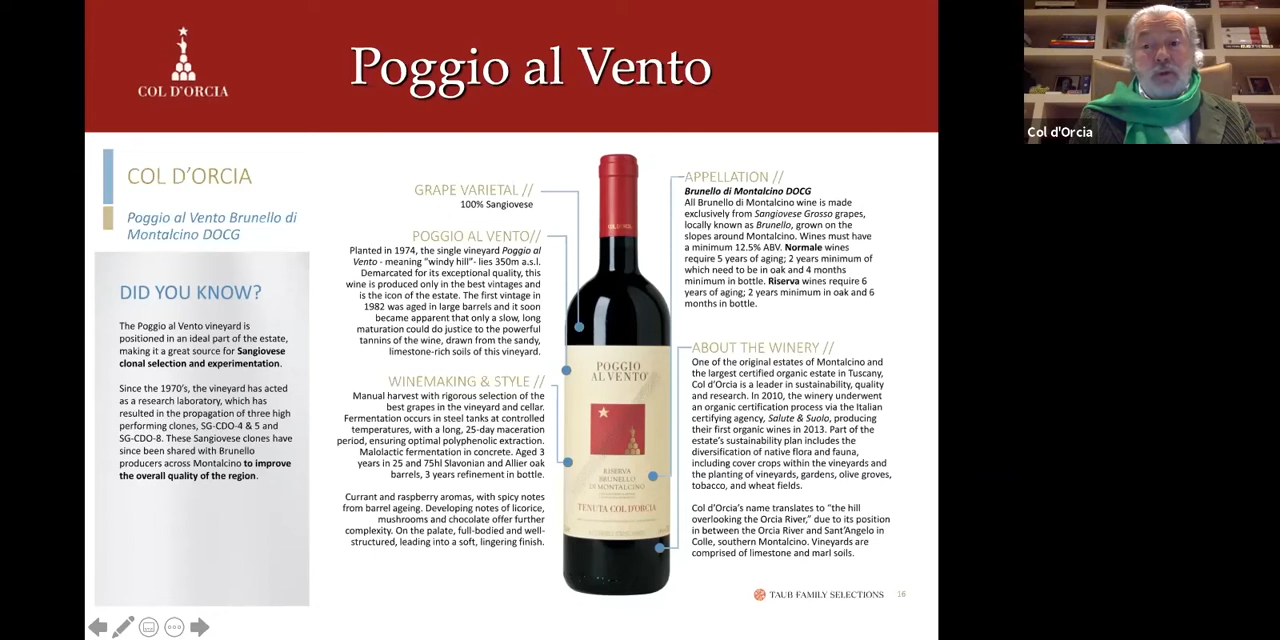 Poggio al Vento
COL D'ORCIA
COL D'ORCIA
Poggio al Vento Brunello di
Montalcino DOCG
DID YOU KNOW?
The Poggio al Vento vineyard is
positioned in an ideal part of the estate,
making it a great source for Sangiovese
clonal selection and experimentation.
Since the 1970's, the vineyard has acted
as a research laboratory, which has
resulted in the propagation of three high
performing clones, SG-CDO-4 & 5 and
SG-CDO-8. These Sangiovese clones have
since been shared with Brunello
producers across Montalcino to improve
the overall quality of the region.
GRAPE VARIETAL //
100% Sangiovese
POGGIO AL VENTO//
Planted in 1974, the single vineyard Poggio al
Vento - meaning "windy hill"- lies 350m a.s.l.
Demarcated for its exceptional quality, this
wine is produced only in the best vintages and
is the icon of the estate. The first vintage in
1982 was aged in large barrels and it soon
became apparent that only a slow, long
maturation could do justice to the powerful
tannins of the wine, drawn from the sandy,
limestone-rich soils of this vineyard.
WINEMAKING & STYLE //
Manual harvest with rigorous selection of the
best grapes in the vineyard and cellar.
Fermentation occurs in steel tanks at controlled
temperatures, with a long, 25-day maceration
period, ensuring optimal polyphenolic extraction.
Malolactic fermentation in concrete. Aged 3
years in 25 and 75hl Slavonian and Allier oak
barrels, 3 years refinement in bottle.
Currant and raspberry aromas, with spicy notes
from barrel ageing. Developing notes of licorice,
mushrooms and chocolate offer further
complexity. On the palate, full-bodied and well-
structured, leading into a soft, lingering finish.
POGGIO
AL VENTO
RISERVA
BRUNELLO
DI MONTALCINO
TENUTA COL D'ORCIA
APPELLATION //
Brunello di Montalcino DOCG
All Brunello di Montalcino wine is made
exclusively from Sangiovese Grosso grapes,
locally known as Brunello, grown on the
slopes around Montalcino. Wines must have
a minimum 12.5% ABV. Normale wines
require 5 years of aging; 2 years minimum of
which need to be in oak and 4 months
minimum in bottle. Riserva wines require 6
years of aging; 2 years minimum in oak and 6
months in bottle.
ABOUT THE WINERY //
One of the original estates of Montalcino and
the largest certified organic estate in Tuscany,
Col d'Orcia is a leader in sustainability, quality
and research. In 2010, the winery underwent
an organic certification process via the Italian
certifying agency, Salute & Suolo, producing
their first organic wines in 2013. Part of the
estate's sustainability plan includes the
diversification of native flora and fauna,
including cover crops within the vineyards and
the planting of vineyards, gardens, olive groves,
tobacco, and wheat fields.
Col d'Orcia's name translates to "the hill
overlooking the Orcia River," due to its position
in between the Orcia River and Sant'Angelo in
Colle, southern Montalcino. Vineyards are
comprised of limestone and marl soils.
TAUB FAMILY SELECTIONS
16
Col d'Orcia